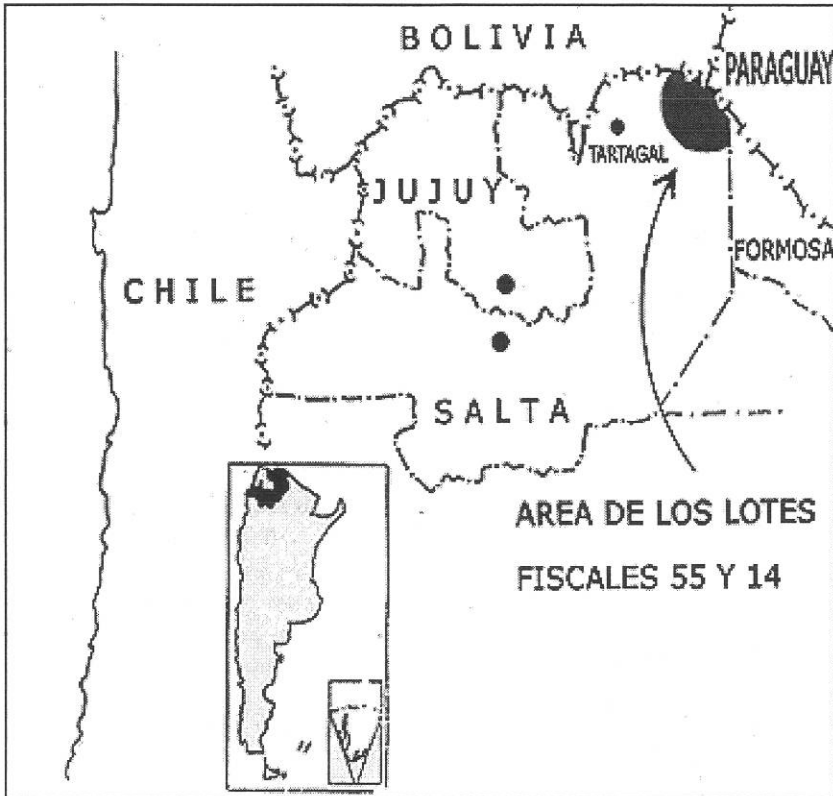 BOLIVIA
PARAGUAY
TARTAGAL
JUJUY
FORMOSA
CHILE
SALTA
AREA DE LOS LOTES
FISCALES 55 Y 14